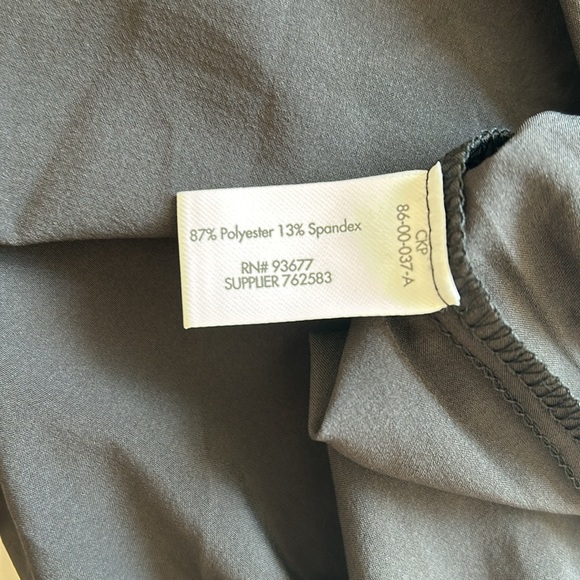 87% Polyester 13% Spandex
RN# 93677
SUPPLIER 762583
CKP
86-00-037-A